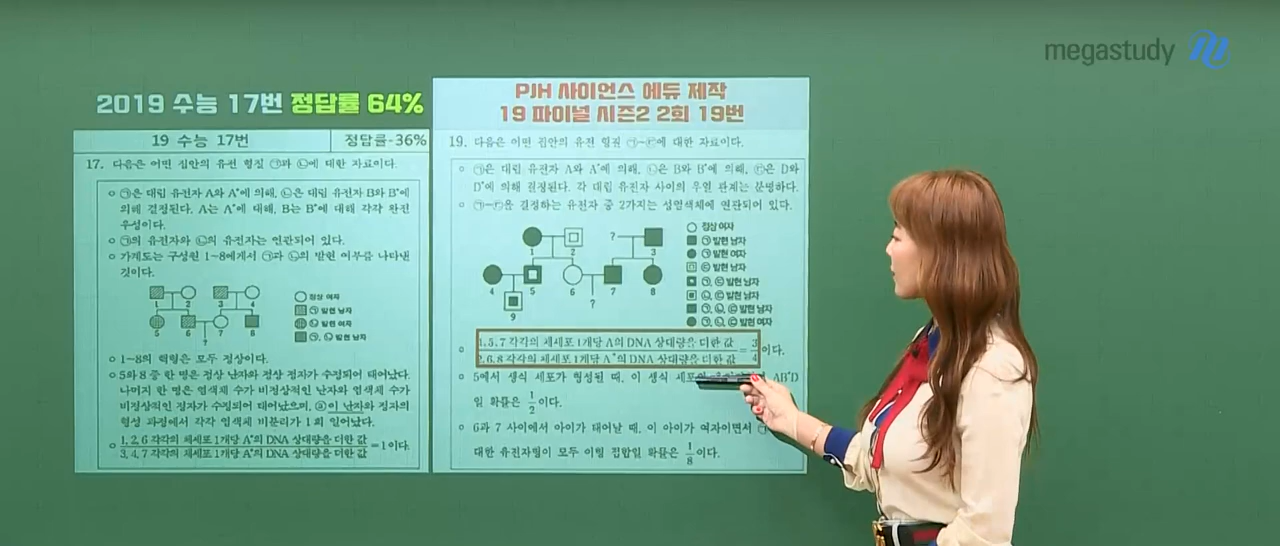 megastudy
2019 수능 17번 정답률 64%
19 수능 17번 정답률-36%
17. 다음은 어떤 집안의 유전 형질 ㉠과 ㉡에 대한 자료이다.
○ ㉠은 대립 유전자 A와 A*에 의해, ㉡은 대립 유전자 B와 B*에
의해 결정된다. A는 A*에 대해, B는 B*에 대해 각각 완전
우성이다.
○ ㉠의 유전자와 ㉡의 유전자는 연관되어 있다.
○ 가계도는 구성원 1~8에게서 ㉠과 ㉡의 발현 여부를 나타낸
것이다.
1 2 3 4
5 6 7 8
?
정상 여자
㉠ 발현 남자
㉡ 발현 여자
㉠, ㉡ 발현 남자
○ 1~8의 핵형은 모두 정상이다.
○ 5와 8 중 한 명은 정상 난자와 정상 정자가 수정되어 태어났다.
나머지 한 명은 염색체 수가 비정상적인 난자와 염색체 수가
비정상적인 정자가 수정되어 태어났으며, ⓐ이 난자와 정자의
형성 과정에서 각각 염색체 비분리가 1회 일어났다.
○ 1, 2, 6 각각의 체세포 1개당 A*의 DNA 상대량을 더한 값
3, 4, 7 각각의 체세포 1개당 A*의 DNA 상대량을 더한 값
=1이다.
PJH 사이언스 에듀 제작
19 파이널 시즌2 2회 19번
19. 다음은 어떤 집안의 유전 형질 ㉠~㉢에 대한 자료이다.
○ ㉠은 대립 유전자 A와 A*에 의해, ㉡은 B와 B*에 의해, ㉢은 D와
D*에 의해 결정된다. 각 대립 유전자 사이의 우열 관계는 분명하다.
○ ㉠~㉢을 결정하는 유전자 중 2가지는 성염색체에 연관되어 있다.
?
1 2 3
4 5 6 7 8
?
9
정상 여자
㉠ 발현 남자
㉠ 발현 여자
㉢ 발현 남자
㉠, ㉢ 발현 남자
㉡, ㉢ 발현 남자
㉠, ㉡, ㉢ 발현 남자
㉠, ㉡, ㉢ 발현 여자
○ 1, 5, 7 각각의 체세포 1개당 A의 DNA 상대량을 더한 값
2, 6, 8 각각의 체세포 1개당 A*의 DNA 상대량을 더한 값
= 3/4 이다.
○ 5에서 생식 세포가 형성될 때, 이 생식 세포의 AB*D
일 확률은 1/2이다.
○ 6과 7 사이에서 아이가 태어날 때, 이 아이가 여자이면서
대한 유전자형이 모두 이형 접합일 확률은 1/8이다.